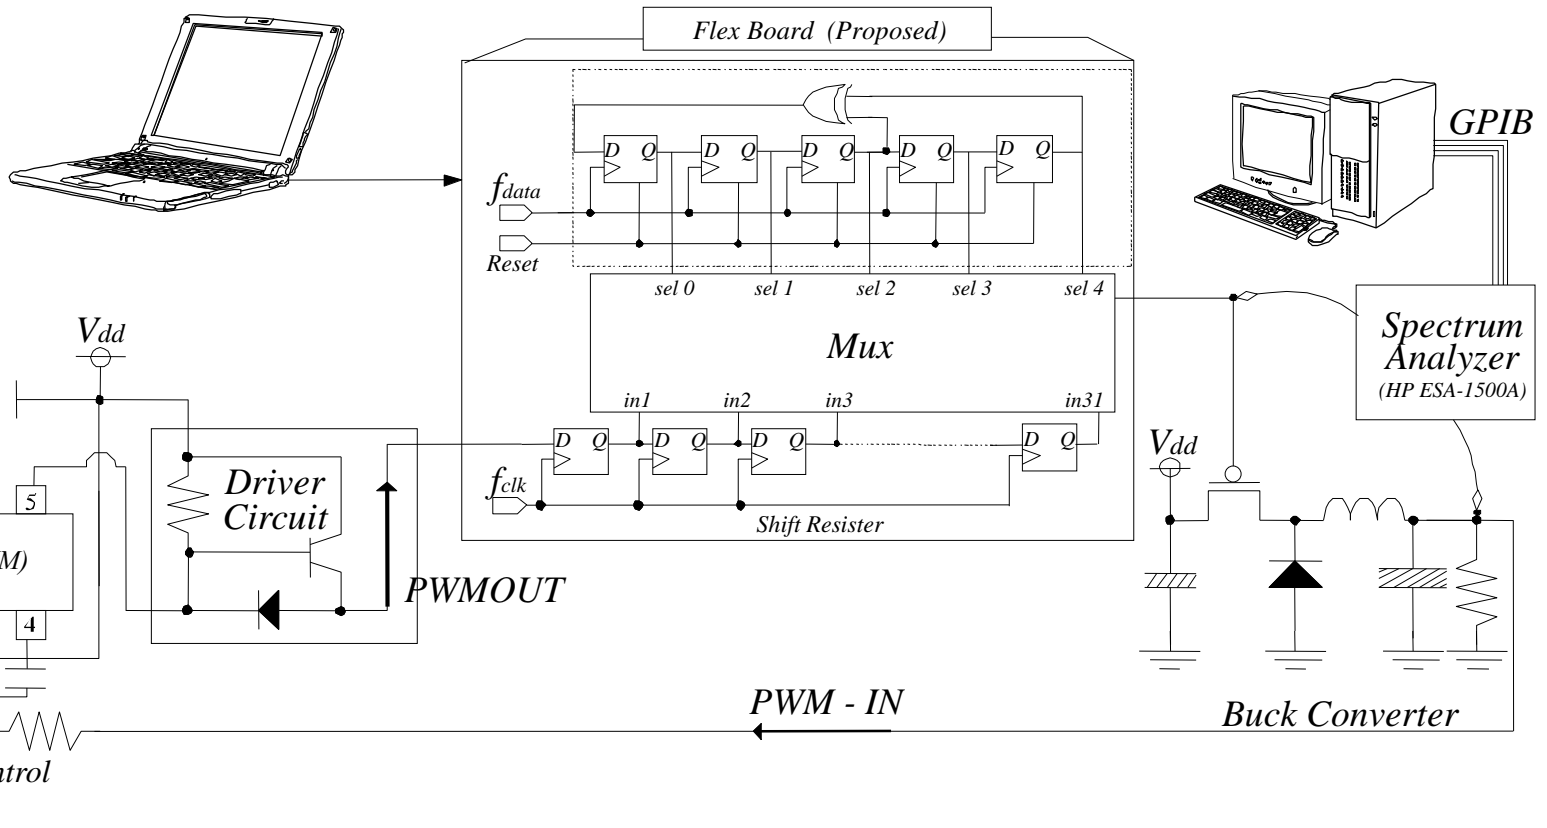 Flex Board (Proposed)
GPIB
D Q D Q D Q D Q D Q
fdata
Reset
sel 0 sel 1 sel 2 sel 3 sel 4
Mux
in1 in2 in3 in31
Spectrum
Analyzer
(HP ESA-1500A)
Vdd
D Q D Q D Q D Q
fclk
Shift Resister
Driver
Circuit
5
M)
4
PWMOUT
Vdd
PWM - IN
Buck Converter
ntrol